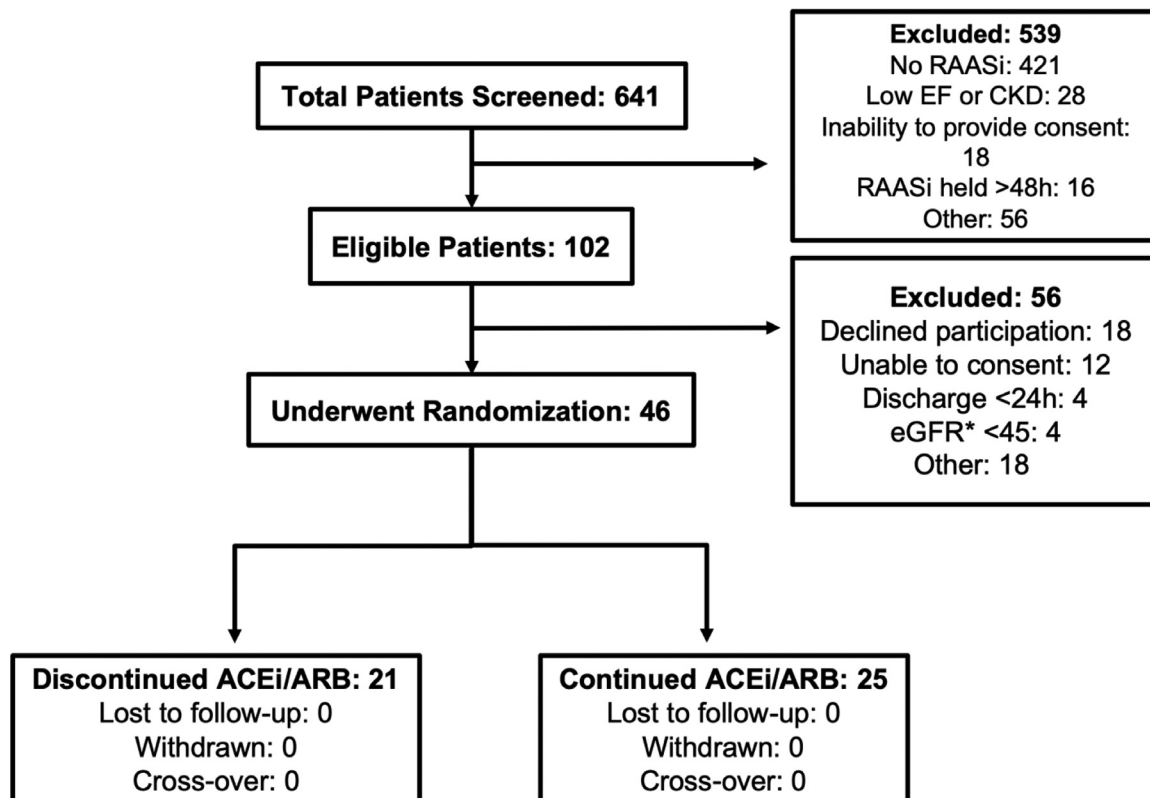 Total Patients Screened: 641
Excluded: 539
No RAASi: 421
Low EF or CKD: 28
Inability to provide consent:
18
RAASi held >48h: 16
Other: 56
Eligible Patients: 102
Excluded: 56
Declined participation: 18
Unable to consent: 12
Discharge <24h: 4
eGFR* <45: 4
Other: 18
Underwent Randomization: 46
Discontinued ACEi/ARB: 21
Lost to follow-up: 0
Withdrawn: 0
Cross-over: 0
Continued ACEi/ARB: 25
Lost to follow-up: 0
Withdrawn: 0
Cross-over: 0